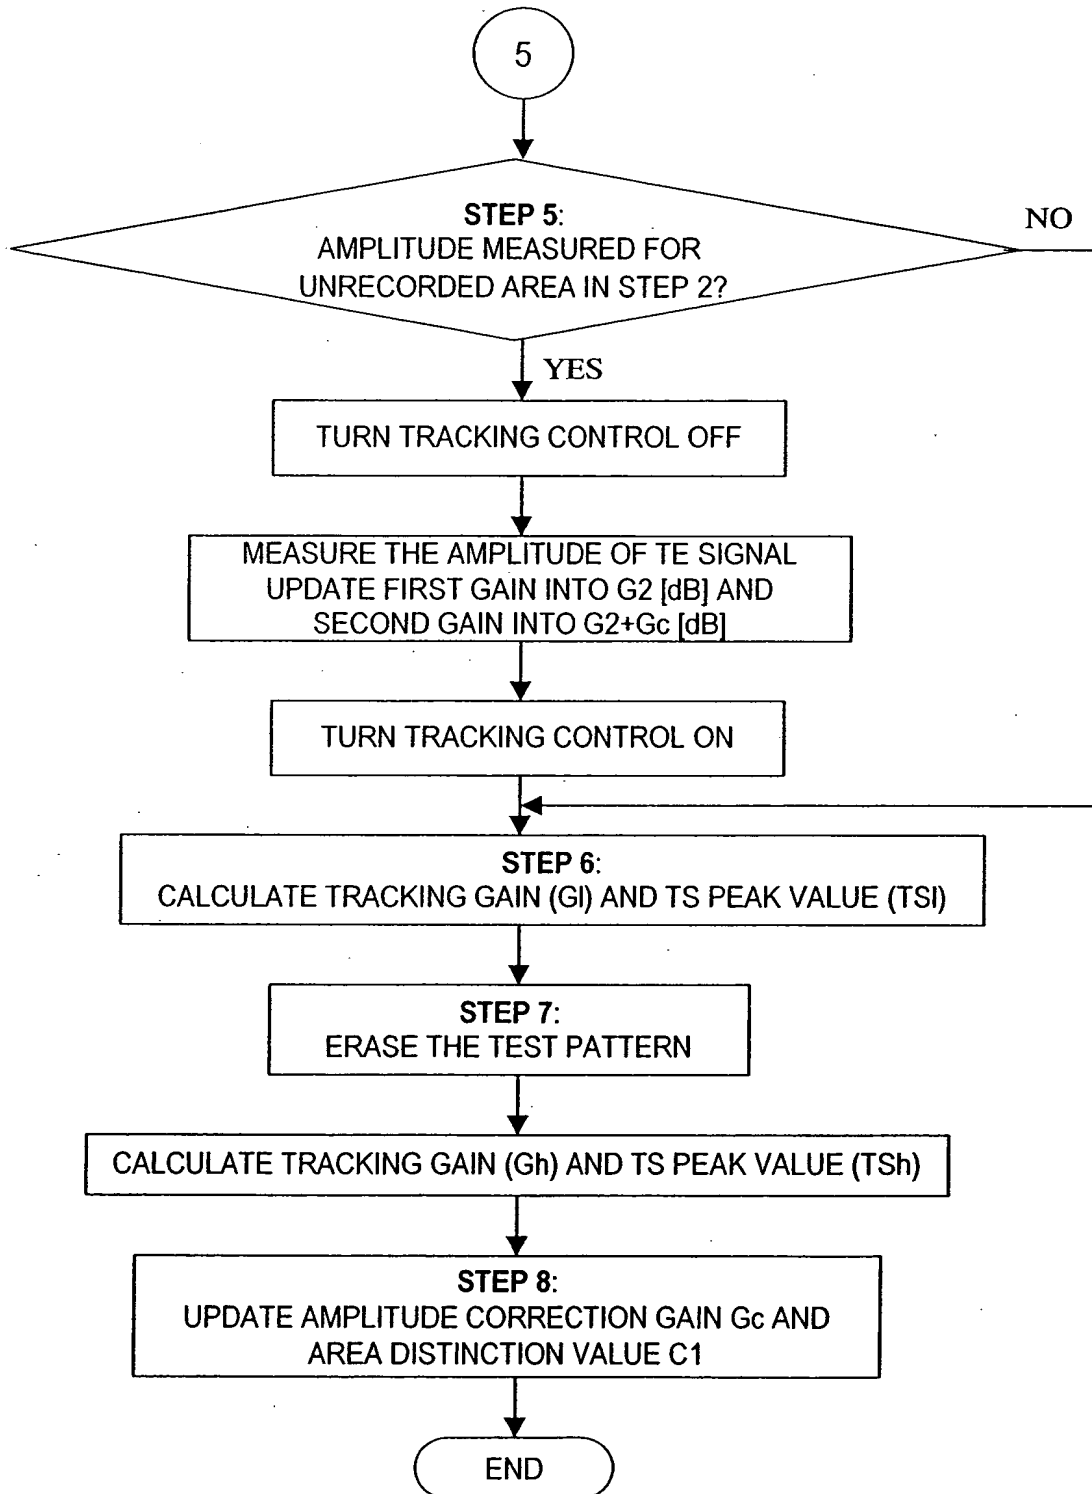 5
STEP 5:
AMPLITUDE MEASURED FOR
UNRECORDED AREA IN STEP 2?
NO
YES
TURN TRACKING CONTROL OFF
MEASURE THE AMPLITUDE OF TE SIGNAL
UPDATE FIRST GAIN INTO G2 [dB] AND
SECOND GAIN INTO G2+Gc [dB]
TURN TRACKING CONTROL ON
STEP 6:
CALCULATE TRACKING GAIN (Gl) AND TS PEAK VALUE (TSl)
STEP 7:
ERASE THE TEST PATTERN
CALCULATE TRACKING GAIN (Gh) AND TS PEAK VALUE (TSh)
STEP 8:
UPDATE AMPLITUDE CORRECTION GAIN Gc AND
AREA DISTINCTION VALUE C1
END